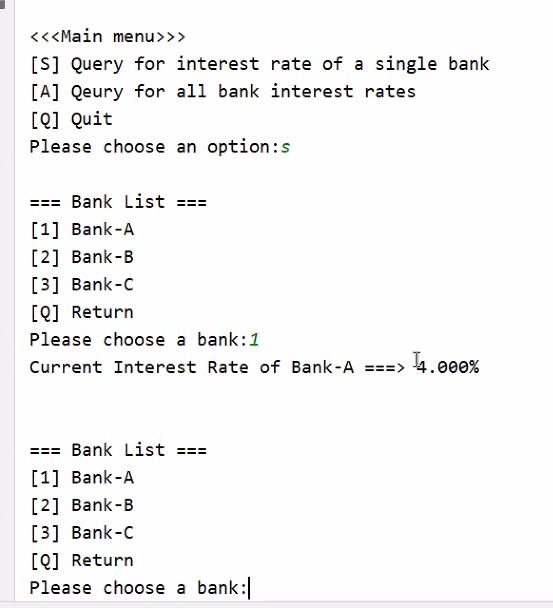 <<<Main menu>>>
[S] Query for interest rate of a single bank
[A] Qeury for all bank interest rates
[Q] Quit
Please choose an option:s
=== Bank List ===
[1] Bank-A
[2] Bank-B
[3] Bank-C
[Q] Return
Please choose a bank:1
Current Interest Rate of Bank-A ===> 4.000%
=== Bank List ===
[1] Bank-A
[2] Bank-B
[3] Bank-C
[Q] Return
Please choose a bank: